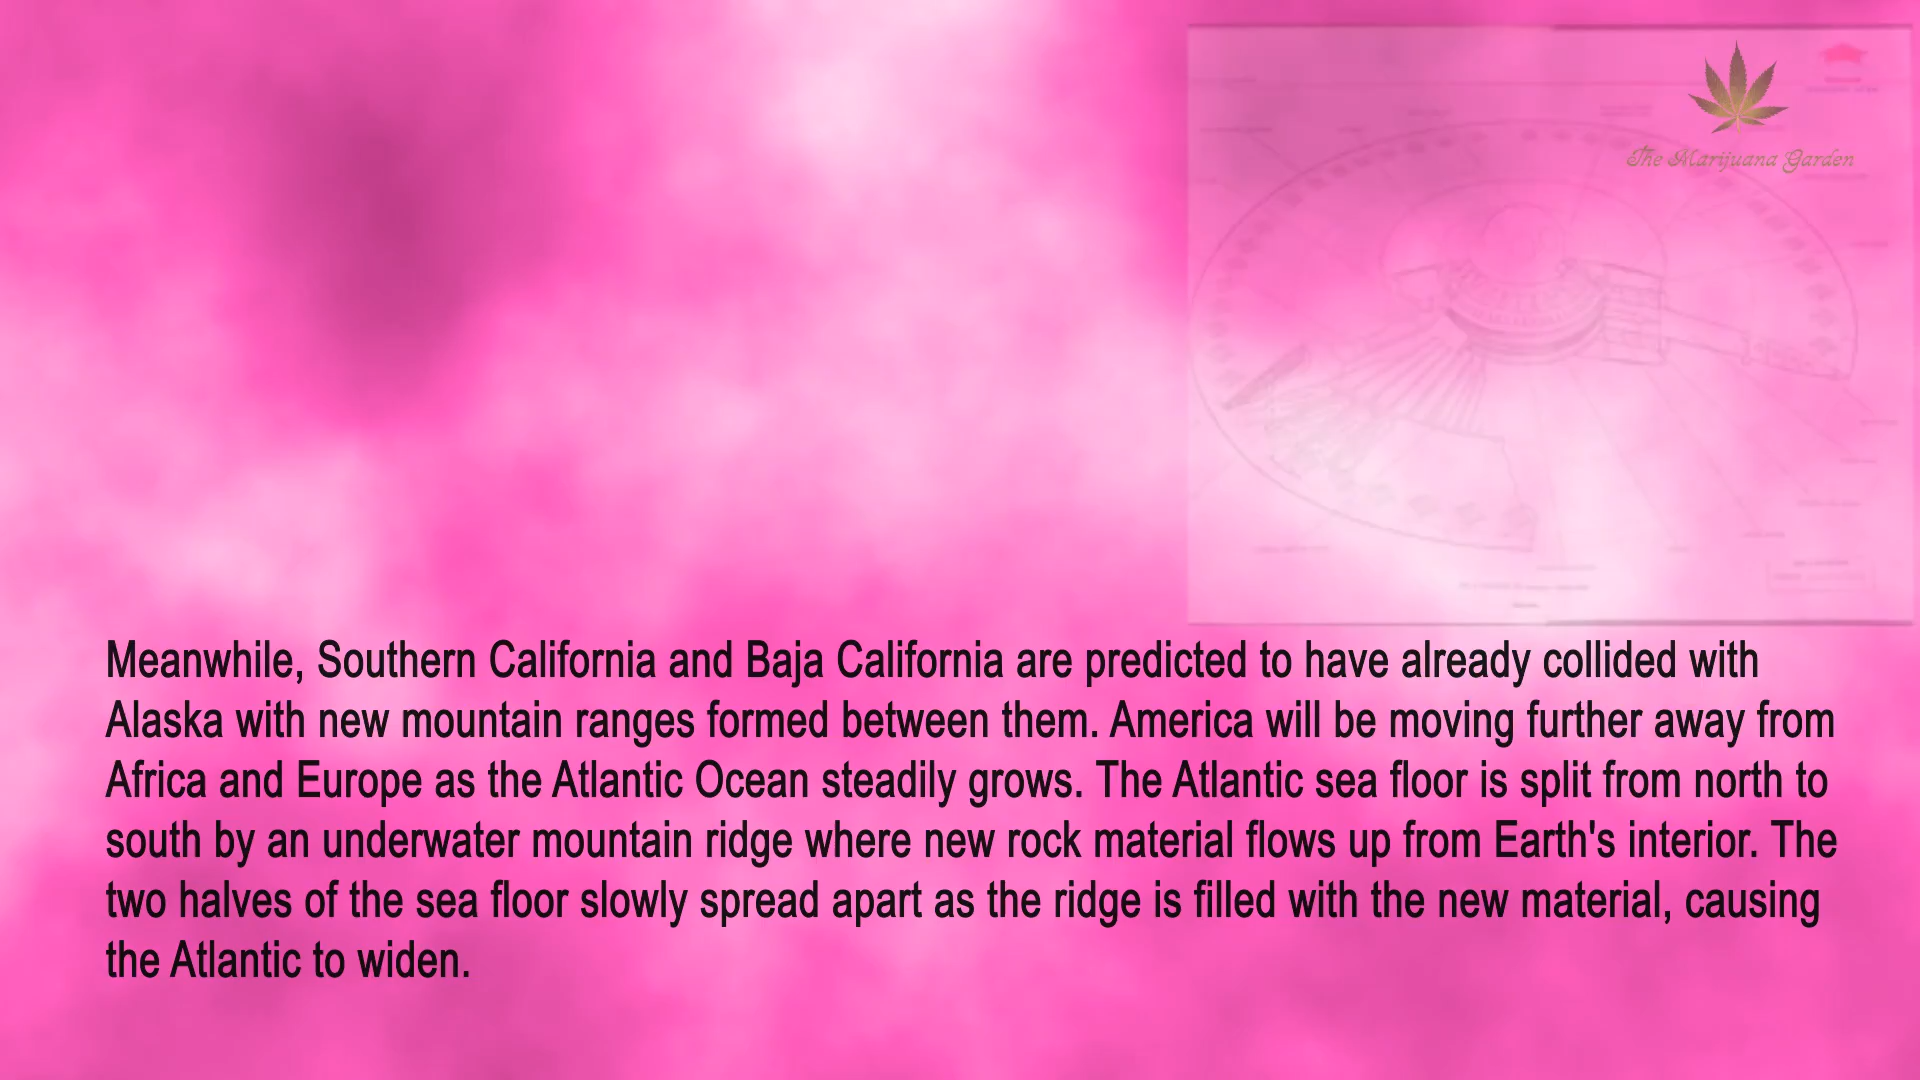 The Marijuana Garden
Meanwhile, Southern California and Baja California are predicted to have already collided with
Alaska with new mountain ranges formed between them. America will be moving further away from
Africa and Europe as the Atlantic Ocean steadily grows. The Atlantic sea floor is split from north to
south by an underwater mountain ridge where new rock material flows up from Earth's interior. The
two halves of the sea floor slowly spread apart as the ridge is filled with the new material, causing
the Atlantic to widen.